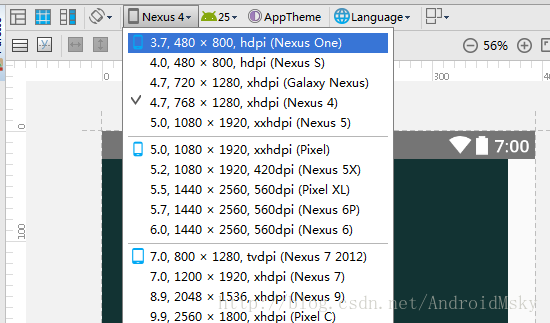 Nexus 4 25 AppTheme Language
56%
3.7, 480 × 800, hdpi (Nexus One)
4.0, 480 × 800, hdpi (Nexus S)
4.7, 720 × 1280, xhdpi (Galaxy Nexus)
4.7, 768 × 1280, xhdpi (Nexus 4)
5.0, 1080 × 1920, xxhdpi (Nexus 5)
5.0, 1080 × 1920, xxhdpi (Pixel)
5.2, 1080 × 1920, 420dpi (Nexus 5X)
5.5, 1440 × 2560, 560dpi (Pixel XL)
5.7, 1440 × 2560, 560dpi (Nexus 6P)
6.0, 1440 × 2560, 560dpi (Nexus 6)
7.0, 800 × 1280, tvdpi (Nexus 7 2012)
7.0, 1200 × 1920, xhdpi (Nexus 7)
8.9, 2048 × 1536, xhdpi (Nexus 9)
9.9, 2560 × 1800, xhdpi (Pixel C)
0
300
7:00
0
100
http://blog.csdn.net/AndroidMsky